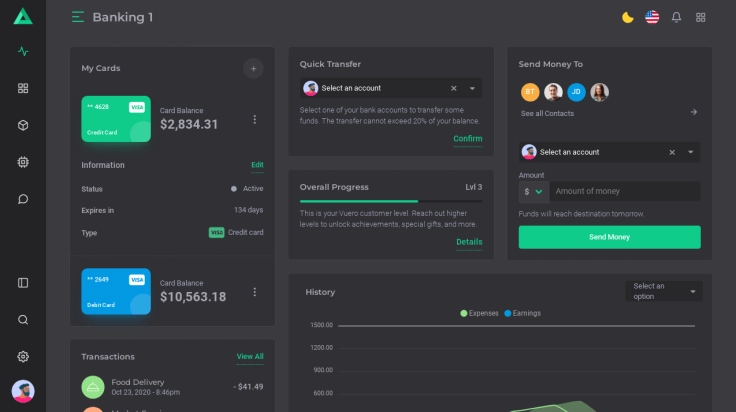 Banking 1
My Cards
+
** 4628
VISA
Credit Card
Card Balance
$2,834.31
Information
Edit
Status
Active
Expires in
134 days
Type
VISA
Credit card
** 2649
VISA
Debit Card
Card Balance
$10,563.18
Transactions
View All
Food Delivery
Oct 23, 2020 - 8:46pm
- $41.49
Quick Transfer
Select an account
Select one of your bank accounts to transfer some
funds. The transfer cannot exceed 20% of your balance.
Confirm
Overall Progress
Lvl 3
This is your Vuero customer level. Reach out higher
levels to unlock achievements, special gifts, and more.
Details
Send Money To
BT
JD
See all Contacts
Select an account
Amount
$
Amount of money
Funds will reach destination tomorrow.
Send Money
History
Select an
option
Expenses
Earnings
1500.00
1200.00
900.00
600.00